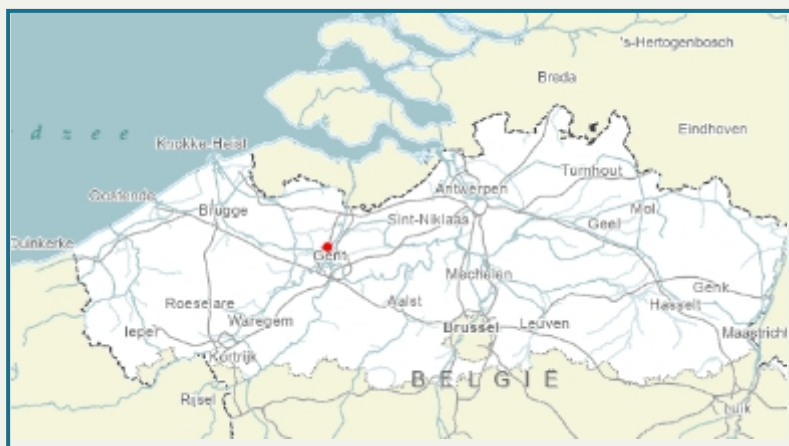 's-Hertogenbosch
Breda
dzee
Eindhoven
Knokke-Heist
Turnhout
Antwerpen
Oostende
Brugge
Mol
Sint-Niklaas
Geel
Duinkerke
Gent
Mechelen
Genk
Roeselare
Aalst
Hasselt
Waregem
Ieper
Brussel
Leuven
Maastricht
Kortrijk
BELGIË
Rijsel
Luik